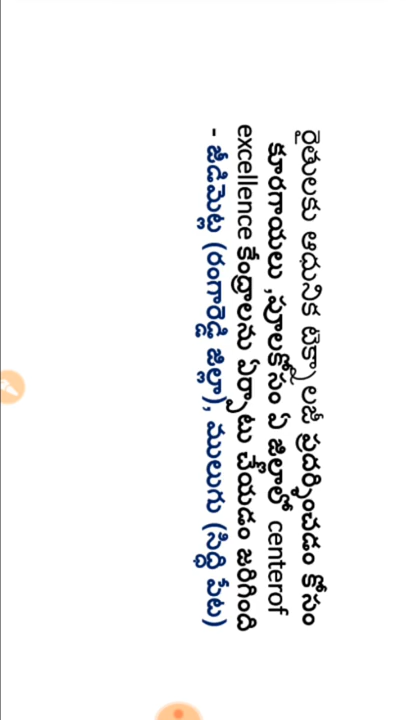 రైతులకు ఆధునిక టెక్నాలజీ ప్రదర్శించడం కోసం
కూరగాయలు ,పూలకోసం ఏ జిల్లాలో centerof
excellence కేంద్రాలను ఏర్పాటు చేయడం జరిగింది
- జీడిమెట్ల (రంగారెడ్డి జిల్లా), ములుగు (సిద్ది పేట)